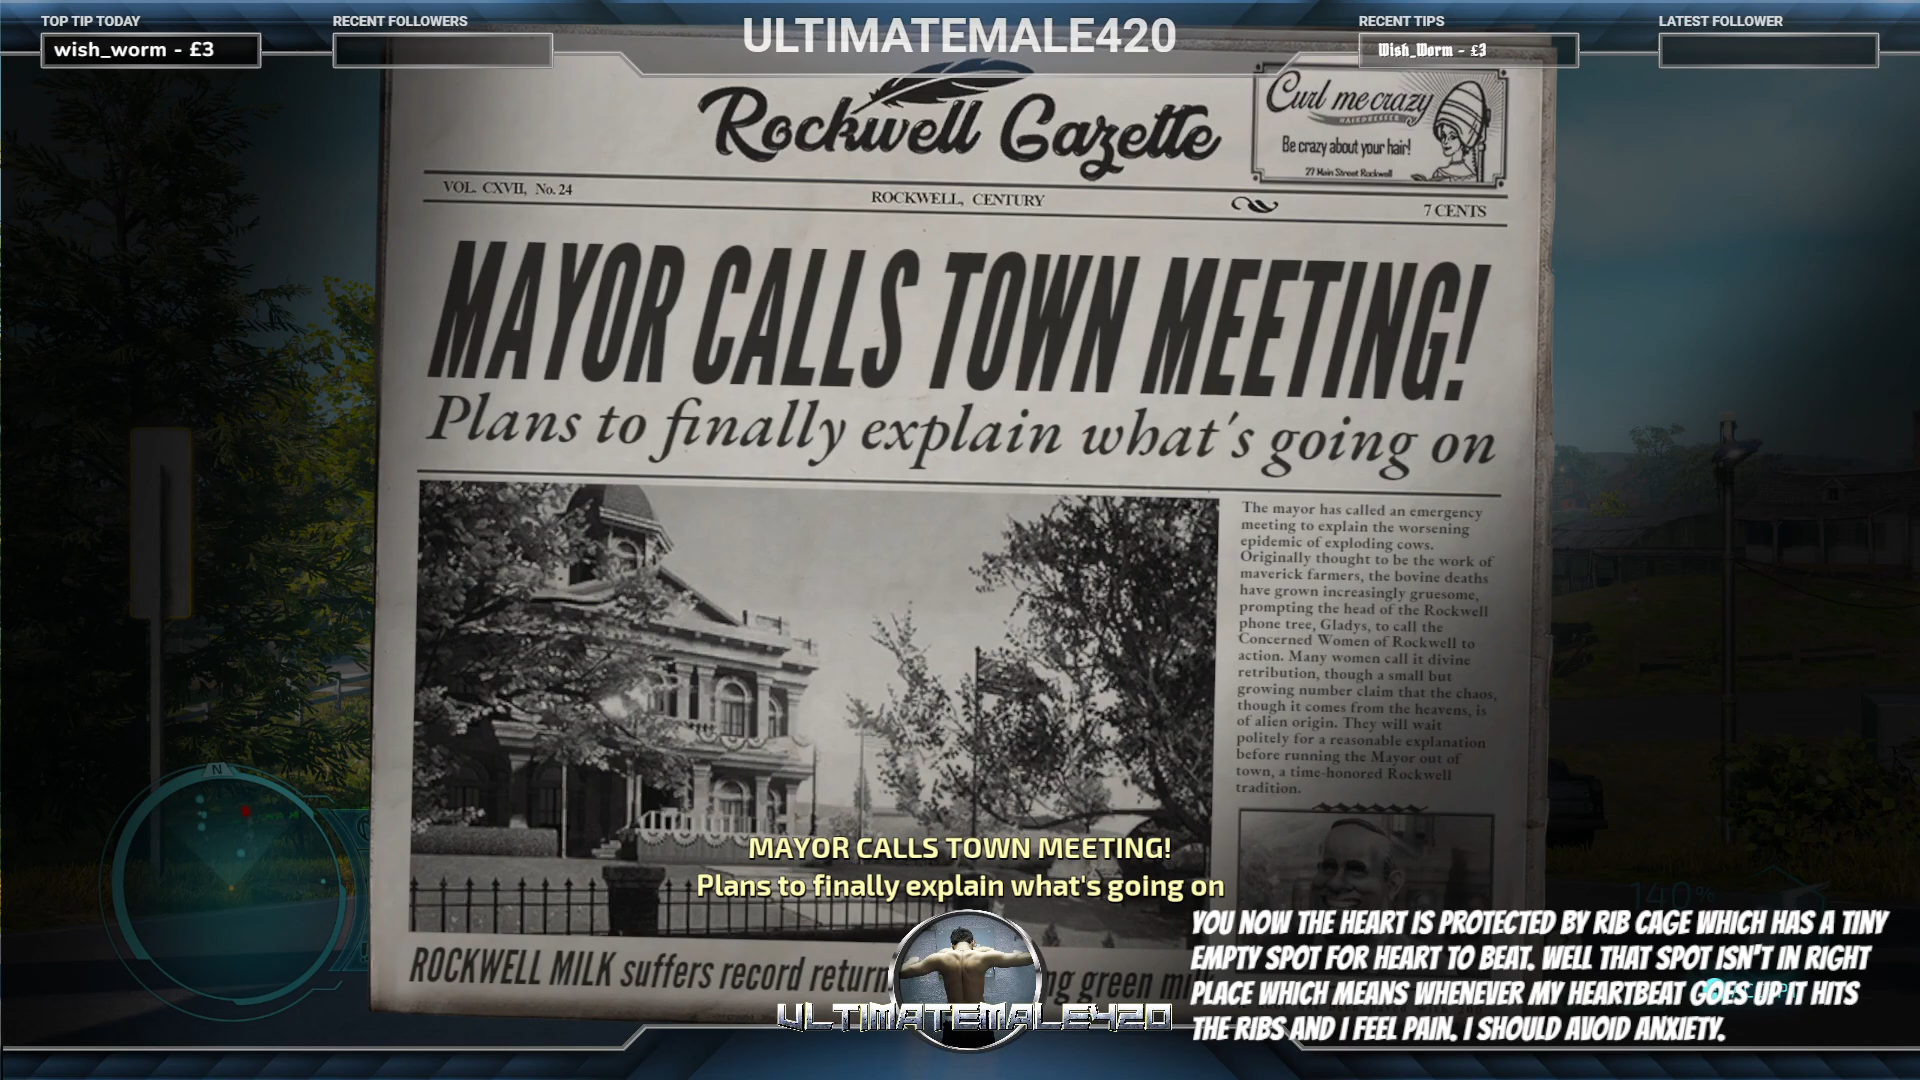 TOP TIP TODAY
wish_worm - £3
RECENT FOLLOWERS
ULTIMATEMALE420
RECENT TIPS
Wish_Worm - £3
LATEST FOLLOWER
Rockwell Gazette
Curl me crazy
HAIRDRESSER
Be crazy about your hair!
27 Main Street Rockwell
VOL. CXVII, No. 24
ROCKWELL, CENTURY
7 CENTS
MAYOR CALLS TOWN MEETING!
Plans to finally explain what's going on
The mayor has called an emergency
meeting to explain the worsening
epidemic of exploding cows.
Originally thought to be the work of
maverick farmers, the bovine deaths
have grown increasingly gruesome,
prompting the head of the Rockwell
phone tree, Gladys, to call the
Concerned Women of Rockwell to
action. Many women call it divine
retribution, though a small but
growing number claim that the chaos,
though it comes from the heavens, is
of alien origin. They will wait
politely for a reasonable explanation
before running the Mayor out of
town, a time-honored Rockwell
tradition.
N
MAYOR CALLS TOWN MEETING!
Plans to finally explain what's going on
140%
ROCKWELL MILK suffers record return ng green m
ULTIMATEMALE420
YOU NOW THE HEART IS PROTECTED BY RIB CAGE WHICH HAS A TINY
EMPTY SPOT FOR HEART TO BEAT. WELL THAT SPOT ISN'T IN RIGHT
PLACE WHICH MEANS WHENEVER MY HEARTBEAT GOES UP IT HITS
THE RIBS AND I FEEL PAIN. I SHOULD AVOID ANXIETY.